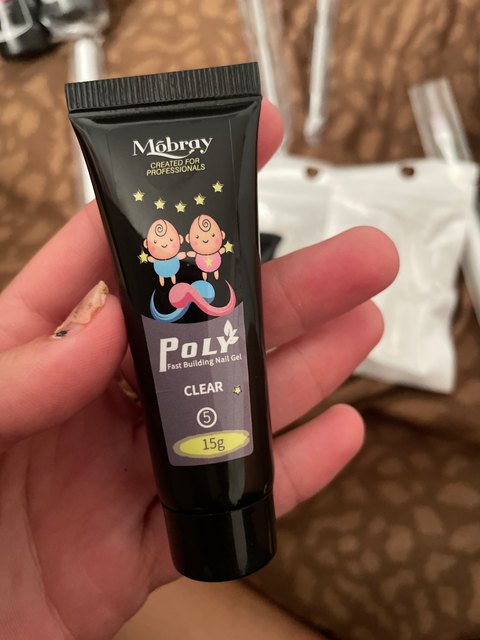 Mobray
CREATED FOR
PROFESSIONALS
POLY
Fast Building Nail Gel
CLEAR
5
15g